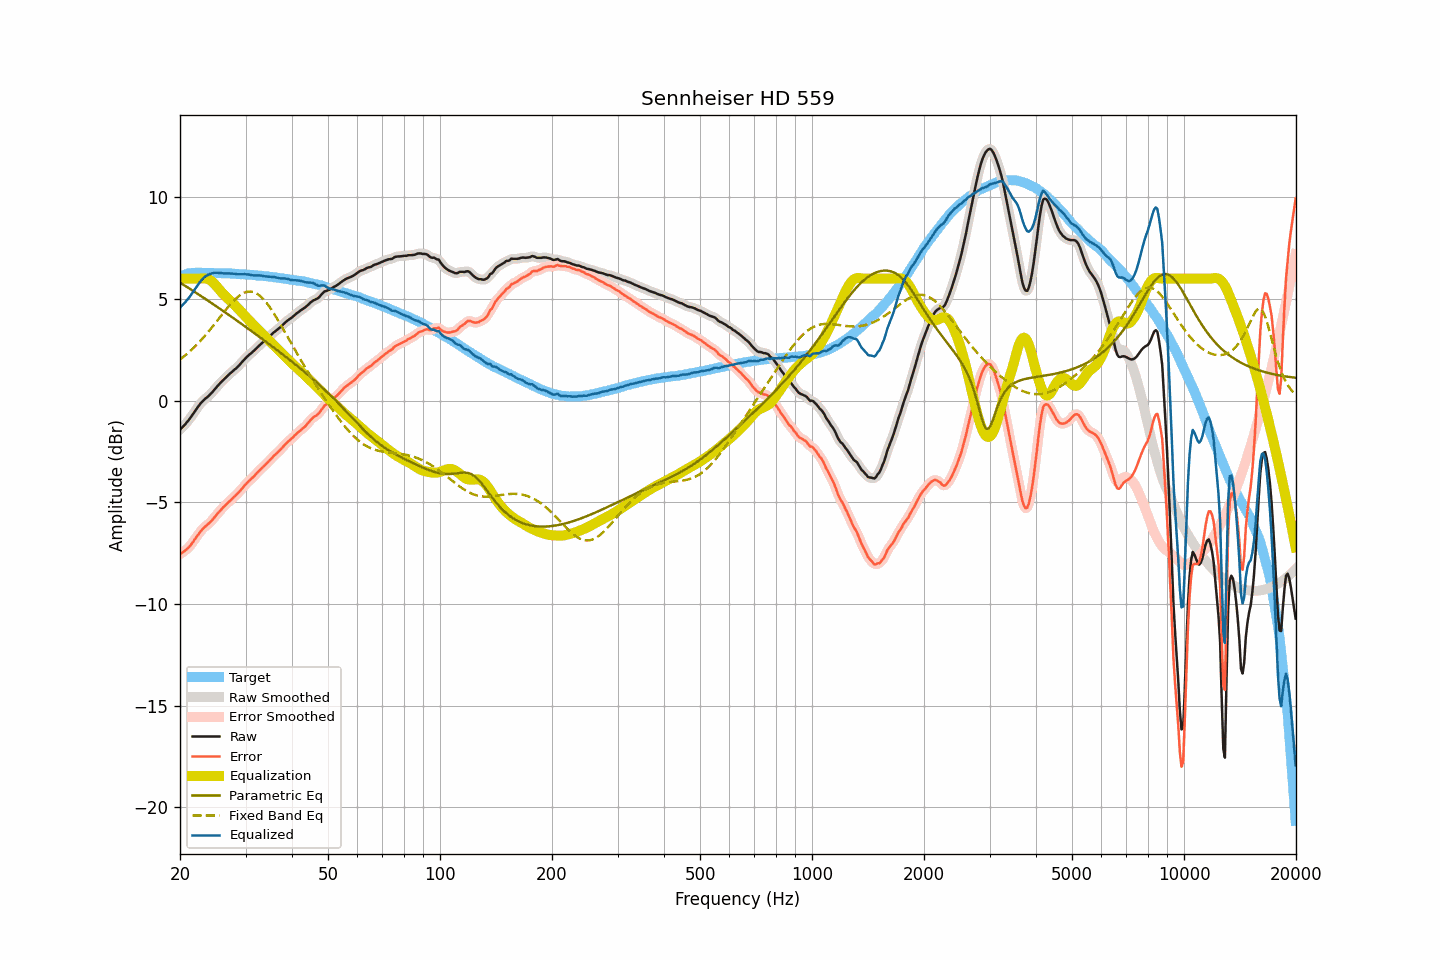 Sennheiser HD 559
Amplitude (dBr)
10
5
0
−5
−10
−15
−20
Target
Raw Smoothed
Error Smoothed
Raw
Error
Equalization
Parametric Eq
Fixed Band Eq
Equalized
20 50 100 200 500 1000 2000 5000 10000 20000
Frequency (Hz)